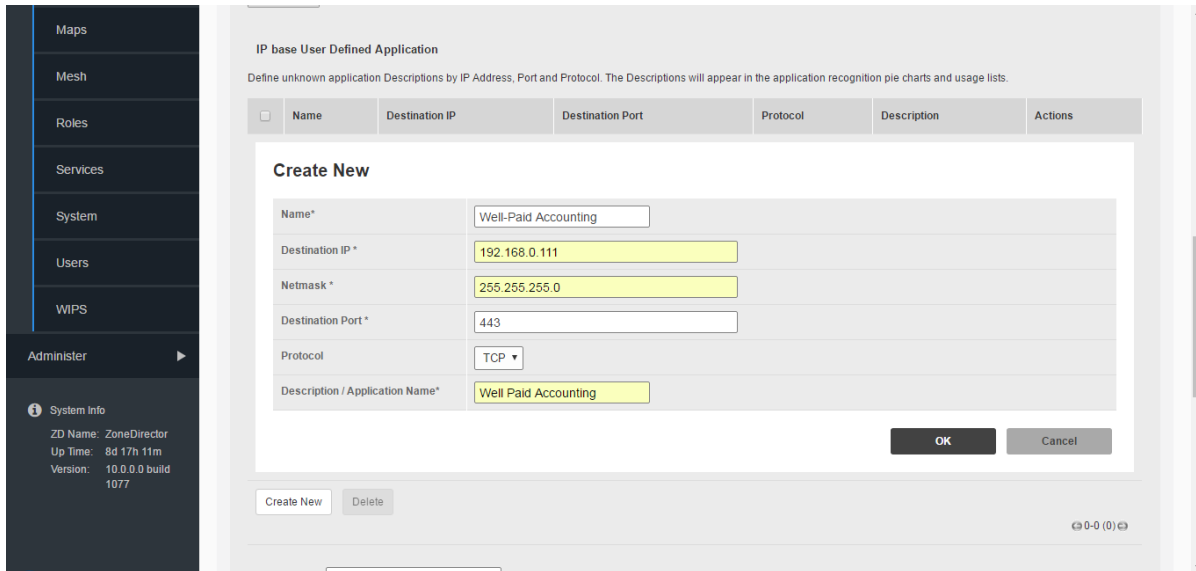 Maps
Mesh
Roles
Services
System
Users
WIPS
Administer
System Info
ZD Name: ZoneDirector
Up Time: 8d 17h 11m
Version: 10.0.0.0 build
1077
IP base User Defined Application
Define unknown application Descriptions by IP Address, Port and Protocol. The Descriptions will appear in the application recognition pie charts and usage lists.
Name Destination IP Destination Port Protocol Description Actions
Create New
Name* Well-Paid Accounting
Destination IP * 192.168.0.111
Netmask * 255.255.255.0
Destination Port * 443
Protocol TCP
Description / Application Name* Well Paid Accounting
OK Cancel
Create New Delete
0-0 (0)